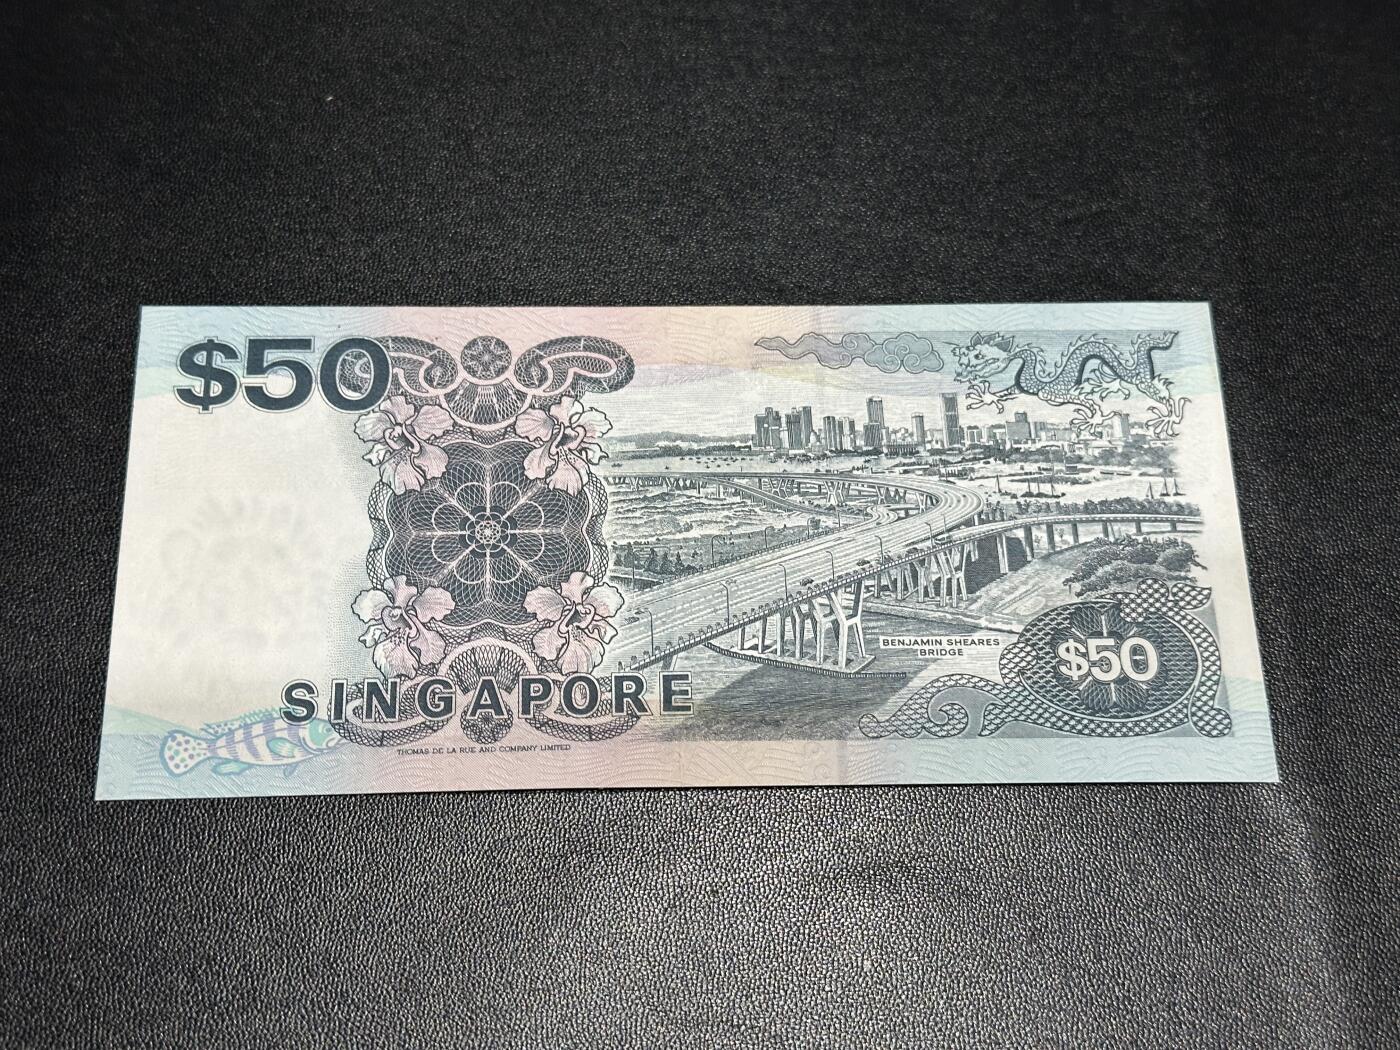 $50
BENJAMIN SHEARES
BRIDGE
$50
SINGAPORE
THOMAS DE LA RUE AND COMPANY LIMITED